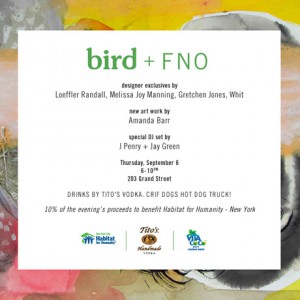 bird + FNO
designer exclusives by
Loeffler Randall, Melissa Joy Manning, Gretchen Jones, Whit
new art work by
Amanda Barr
special DJ set by
J Penry + Jay Green
Thursday, September 6
6-10PM
203 Grand Street
DRINKS BY TITO'S VODKA. CRIF DOGS HOT DOG TRUCK!
10% of the evening's proceeds to benefit Habitat for Humanity - New York
Habitat
for Humanity®
Tito's
Handmade
VODKA
VITA
COCO